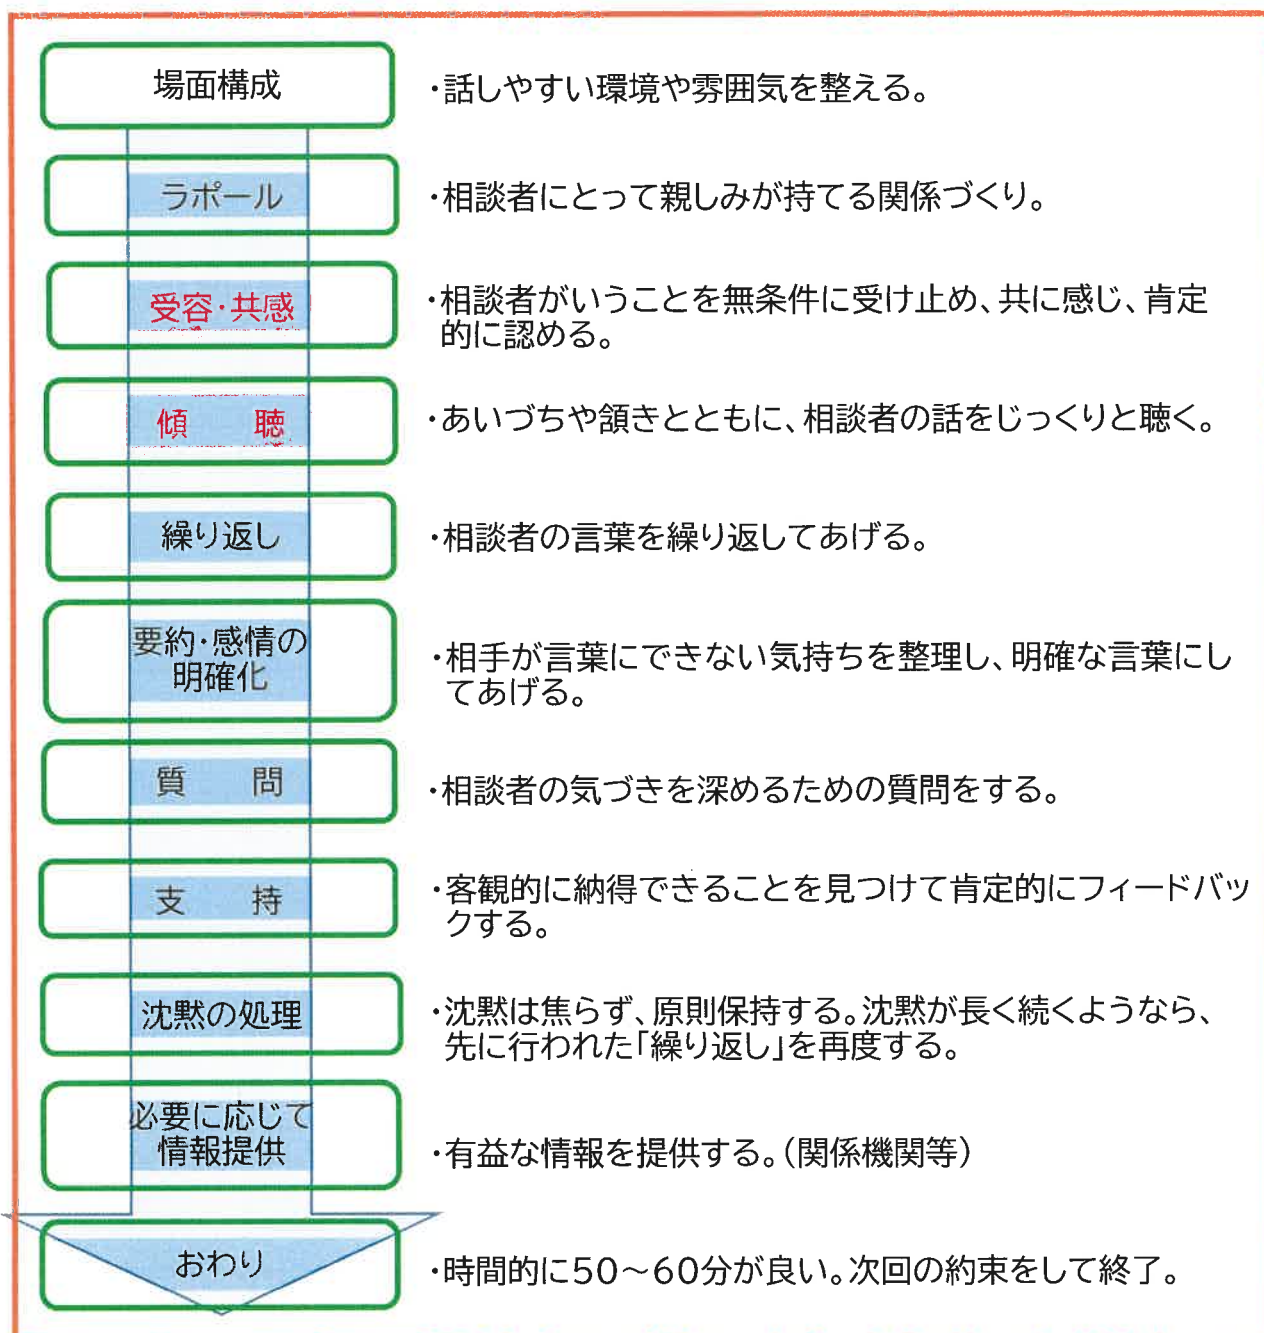 場面構成
・話しやすい環境や雰囲気を整える。
ラポール
・相談者にとって親しみが持てる関係づくり。
受容・共感
・相談者がいうことを無条件に受け止め、共に感じ、肯定
的に認める。
傾　聴
・あいづちや頷きとともに、相談者の話をじっくりと聴く。
繰り返し
・相談者の言葉を繰り返してあげる。
要約・感情の
明確化
・相手が言葉にできない気持ちを整理し、明確な言葉にし
てあげる。
質　問
・相談者の気づきを深めるための質問をする。
支　持
・客観的に納得できることを見つけて肯定的にフィードバッ
クする。
沈黙の処理
・沈黙は焦らず、原則保持する。沈黙が長く続くようなら、
先に行われた「繰り返し」を再度する。
必要に応じて
情報提供
・有益な情報を提供する。（関係機関等）
おわり
・時間的に50～60分が良い。次回の約束をして終了。